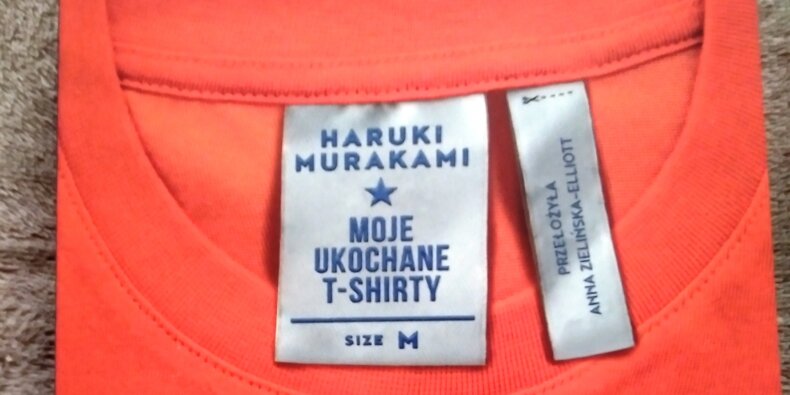 HARUKI
MURAKAMI
MOJE
UKOCHANE
T-SHIRTY
SIZE M
PRZEŁOŻYŁA
ANNA ZIELIŃSKA-ELLIOTT